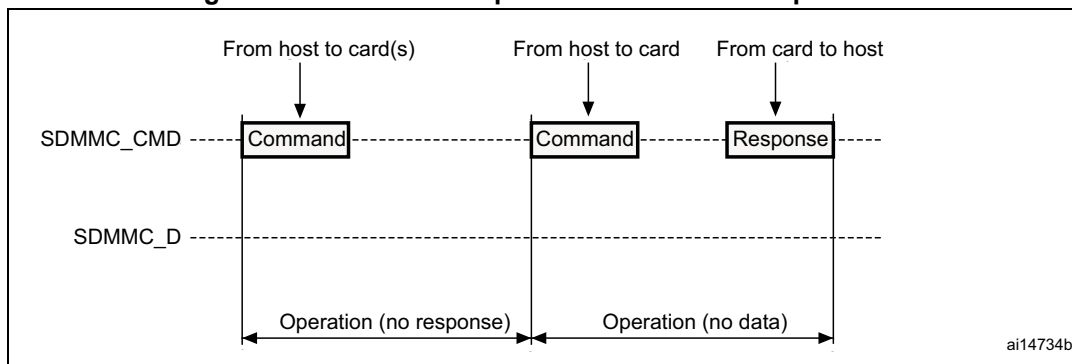 From host to card(s) From host to card From card to host
SDMMC_CMD Command Command Response
SDMMC_D
Operation (no response) Operation (no data)
ai14734b